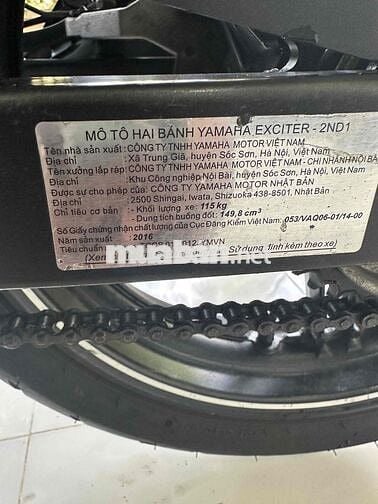 MÔ TÔ HAI BÁNH YAMAHA EXCITER - 2ND1
Tên nhà sản xuất : CÔNG TY TNHH YAMAHA MOTOR VIỆT NAM
Địa chỉ : Xã Trung Giã, huyện Sóc Sơn, Hà Nội, Việt Nam
Tên xưởng lắp ráp: CÔNG TY TNHH YAMAHA MOTOR VIỆT NAM - CHI NHÁNH NỘI BÀI
Địa chỉ : Khu Công nghiệp Nội Bài, huyện Sóc Sơn, Hà Nội, Việt Nam
Được sự cho phép của: CÔNG TY YAMAHA MOTOR NHẬT BẢN
Địa chỉ : 2500 Shingai, Iwata, Shizuoka 438-8501, Nhật Bản
Chỉ tiêu cơ bản : - Khối lượng xe: 115 kg
- Dung tích buồng đốt: 149,8 cm³
Số Giấy chứng nhận chất lượng của Cục Đăng Kiểm Việt Nam: 053/VAQ06-01/14-00
Năm sản xuất : 2016
Tiêu chuẩn
YMVN
(Xem
Sử dụng tính kèm theo xe)
muaban.net